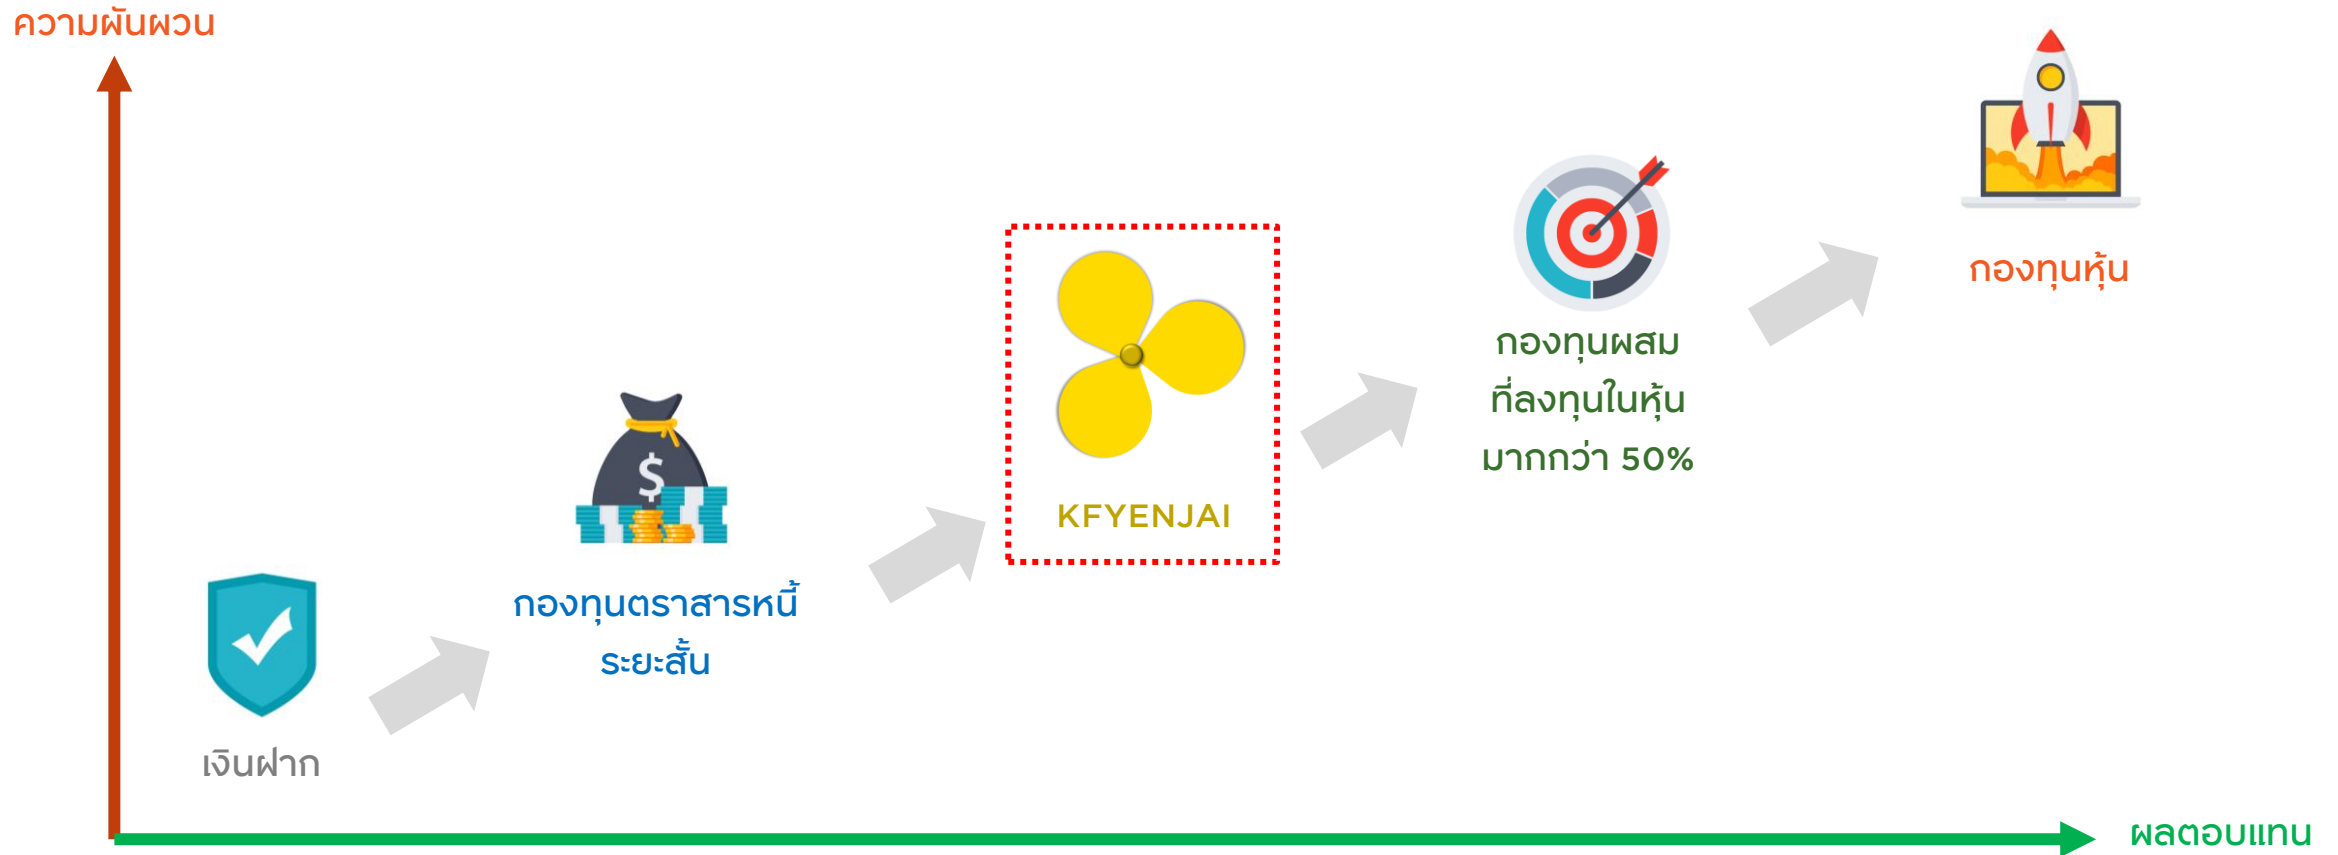 ความผันผวน
กองทุนหุ้น
กองทุนผสม
ที่ลงทุนในหุ้น
มากกว่า 50%
KFYENJAI
$
กองทุนตราสารหนี้
ระยะสั้น
เงินฝาก
ผลตอบแทน